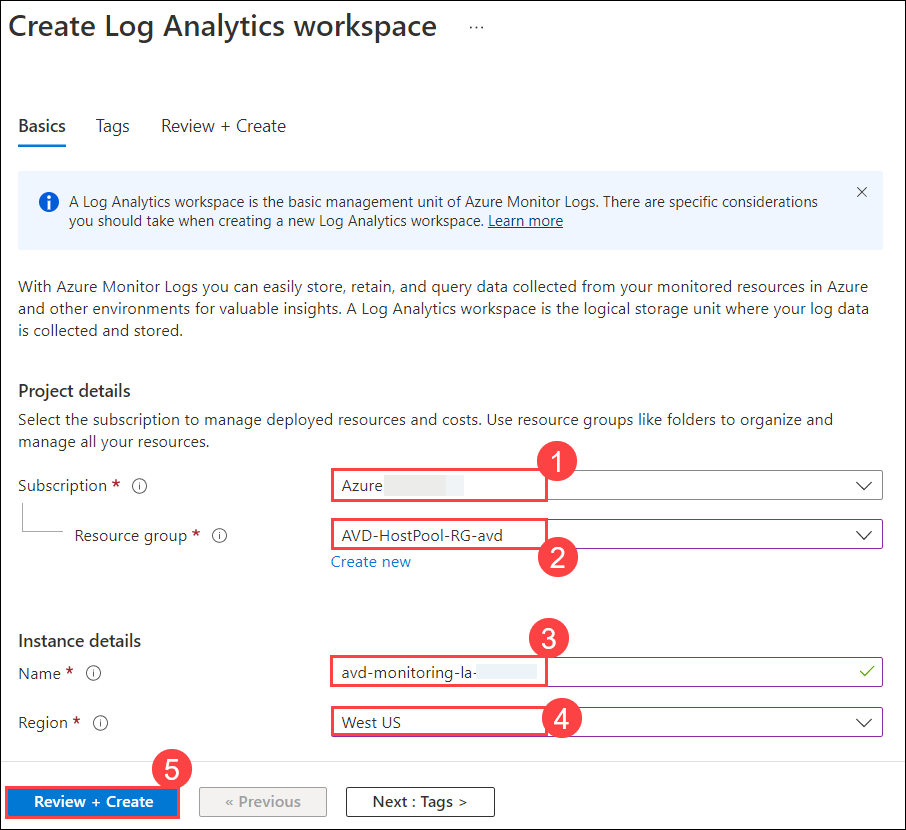 Create Log Analytics workspace ...
Basics Tags Review + Create
A Log Analytics workspace is the basic management unit of Azure Monitor Logs. There are specific considerations
you should take when creating a new Log Analytics workspace. Learn more
With Azure Monitor Logs you can easily store, retain, and query data collected from your monitored resources in Azure
and other environments for valuable insights. A Log Analytics workspace is the logical storage unit where your log data
is collected and stored.
Project details
Select the subscription to manage deployed resources and costs. Use resource groups like folders to organize and
manage all your resources.
1
Subscription * Azure
Resource group * AVD-HostPool-RG-avd
2
Create new
Instance details
3
Name * avd-monitoring-la-
Region * West US 4
5
Review + Create « Previous Next : Tags >